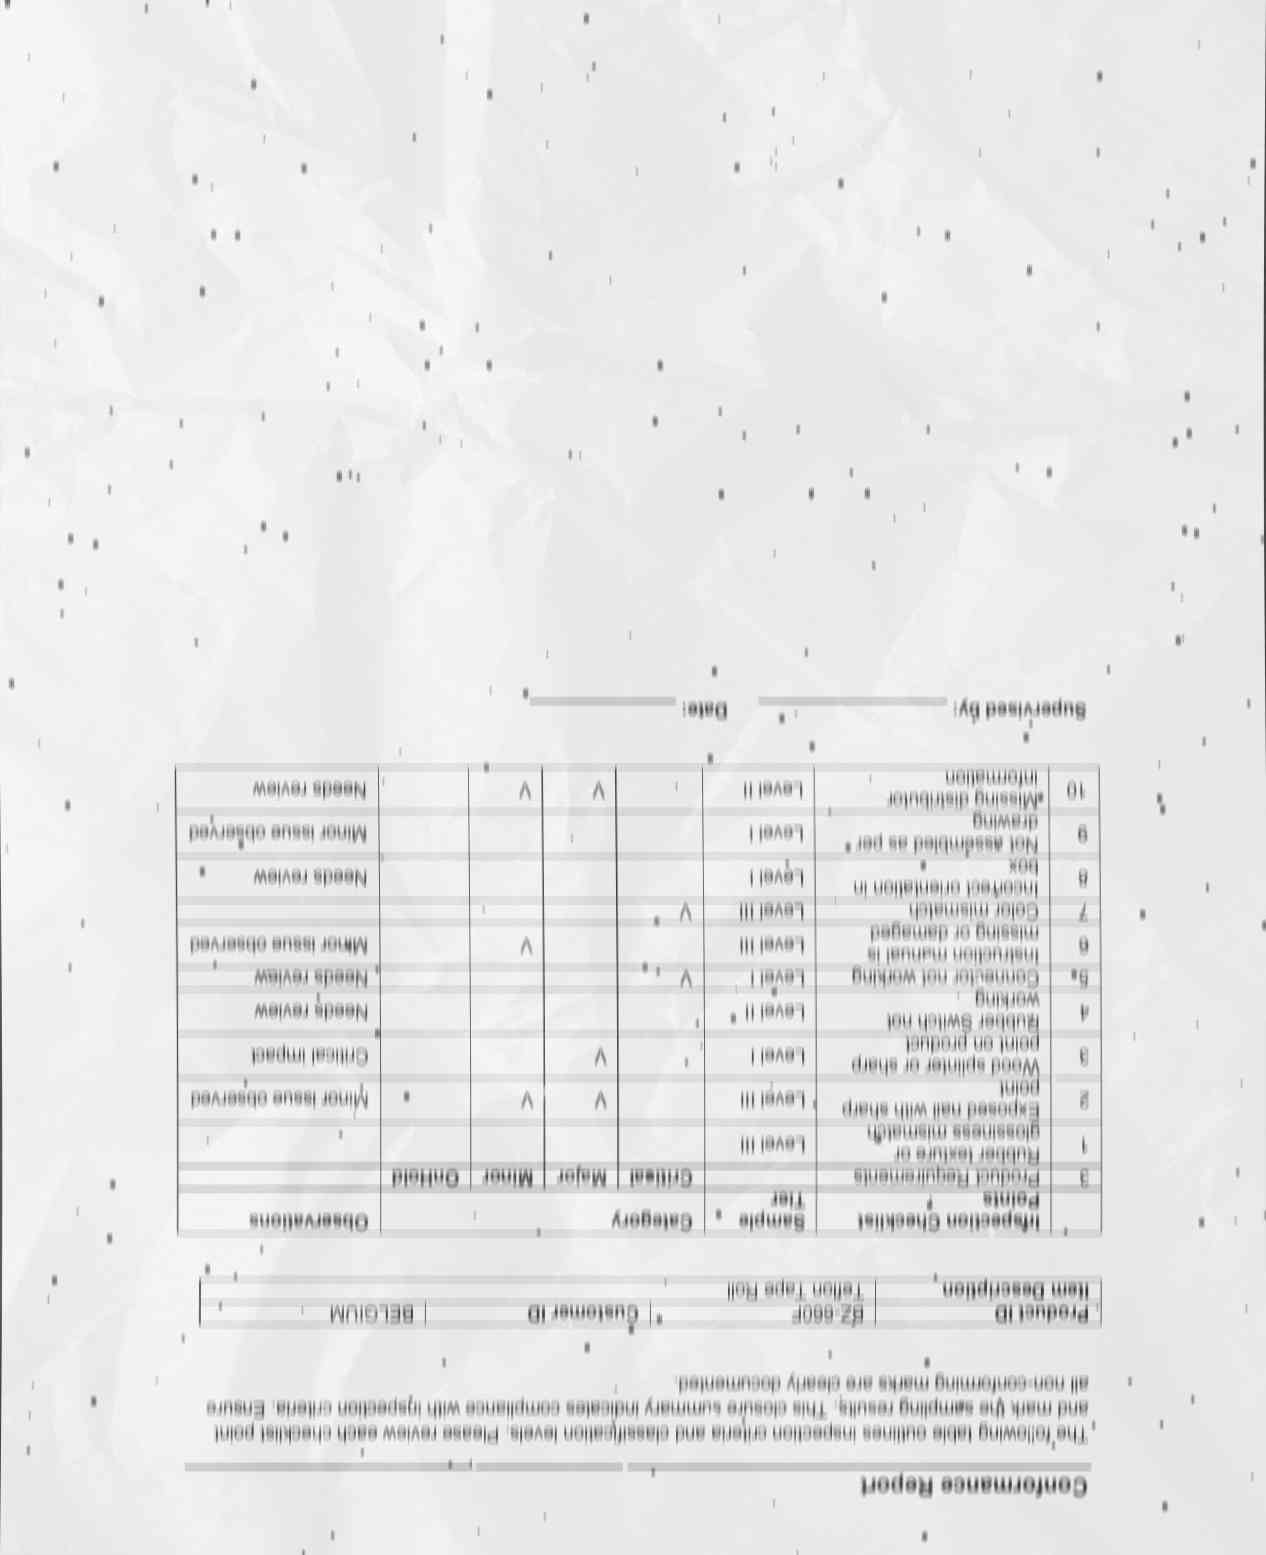 Conformance Report
The following table outlines inspection criteria and classification levels. Please review each checklist point
and mark the sampling results. This closure summary indicates compliance with inspection criteria. Ensure
all non-conforming marks are clearly documented.
Product ID BZ-660F Customer ID BELGIUM
Item Description Teflon Tape Roll
Inspection Checklist Sample Category Observations
Points Tier
3 Product Requirements Critical Major Minor OnHold
1 Rubber texture or Level III
glossiness mismatch
2 Exposed nail with sharp Level III V V Minor issue observed
point
3 Wood splinter or sharp Level I V Critical impact
point on product
4 Rubber Switch not Level II Needs review
working
5 Connector not working Level I V Needs review
6 Instruction manual is Level III V Minor issue observed
missing or damaged
7 Color mismatch Level III V
8 Incorrect orientation in Level I Needs review
box
9 Not assembled as per Level I Minor issue observed
drawing
10 Missing distributor Level II V V Needs review
information
Supervised by: Date: